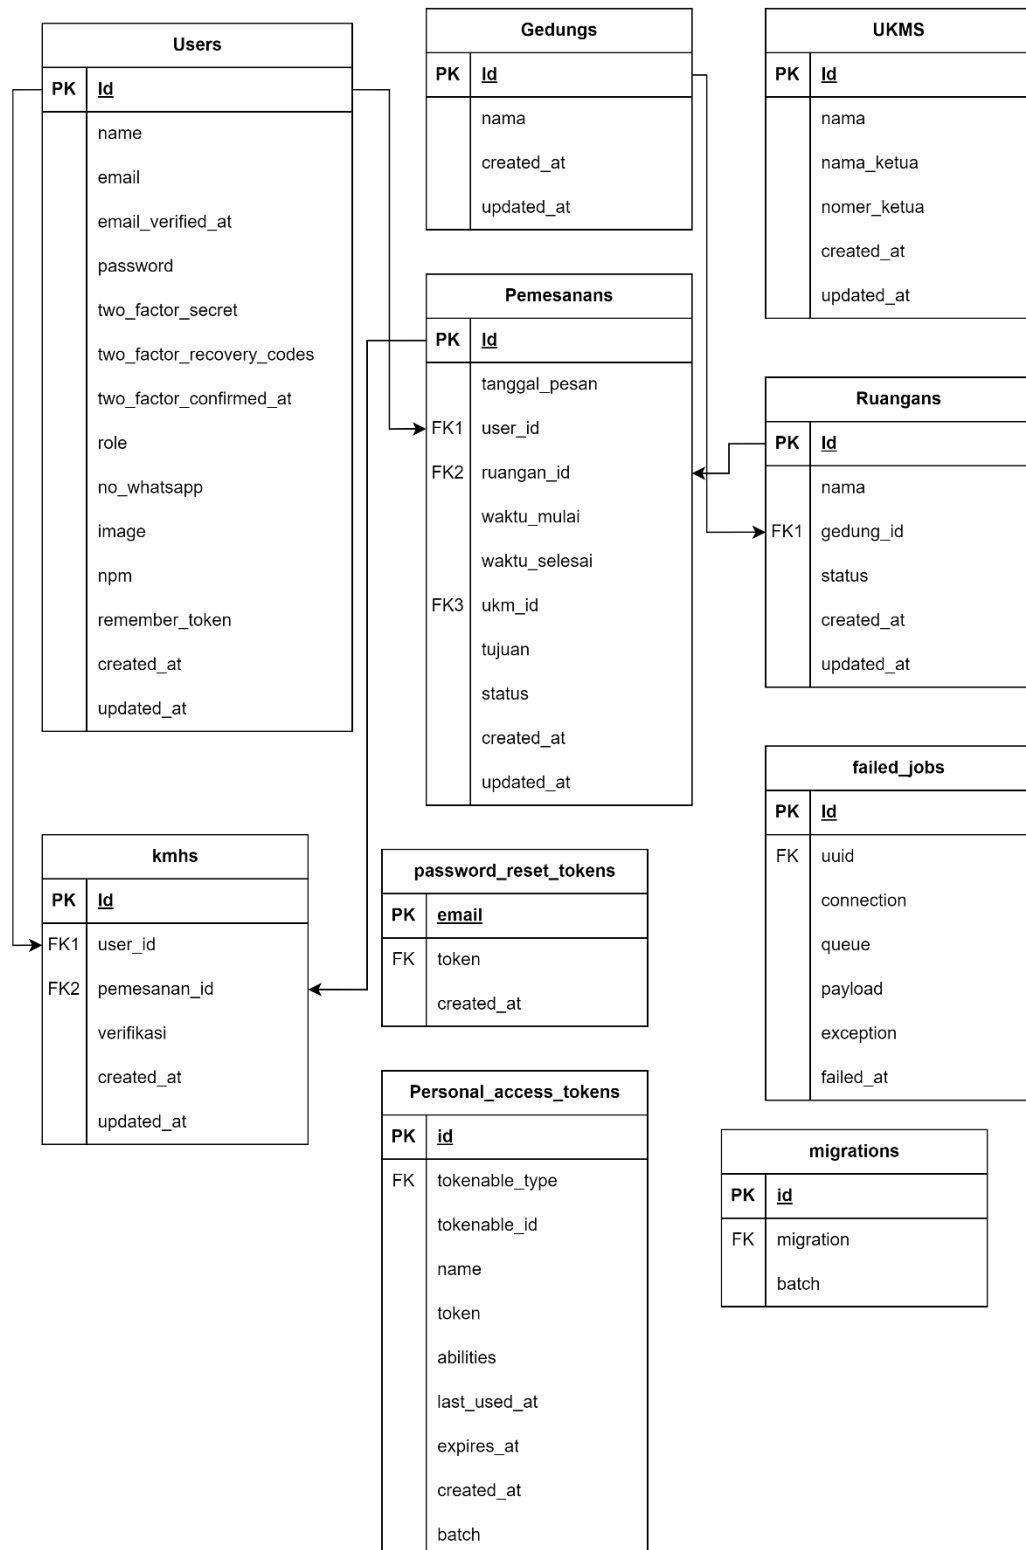 Users
PK Id
name
email
email_verified_at
password
two_factor_secret
two_factor_recovery_codes
two_factor_confirmed_at
role
no_whatsapp
image
npm
remember_token
created_at
updated_at
Gedungs
PK Id
nama
created_at
updated_at
UKMS
PK Id
nama
nama_ketua
nomer_ketua
created_at
updated_at
Pemesanans
PK Id
tanggal_pesan
FK1 user_id
FK2 ruangan_id
waktu_mulai
waktu_selesai
FK3 ukm_id
tujuan
status
created_at
updated_at
Ruangans
PK Id
nama
FK1 gedung_id
status
created_at
updated_at
kmhs
PK Id
FK1 user_id
FK2 pemesanan_id
verifikasi
created_at
updated_at
password_reset_tokens
PK email
FK token
created_at
failed_jobs
PK Id
FK uuid
connection
queue
payload
exception
failed_at
Personal_access_tokens
PK id
FK tokenable_type
tokenable_id
name
token
abilities
last_used_at
expires_at
created_at
batch
migrations
PK id
FK migration
batch